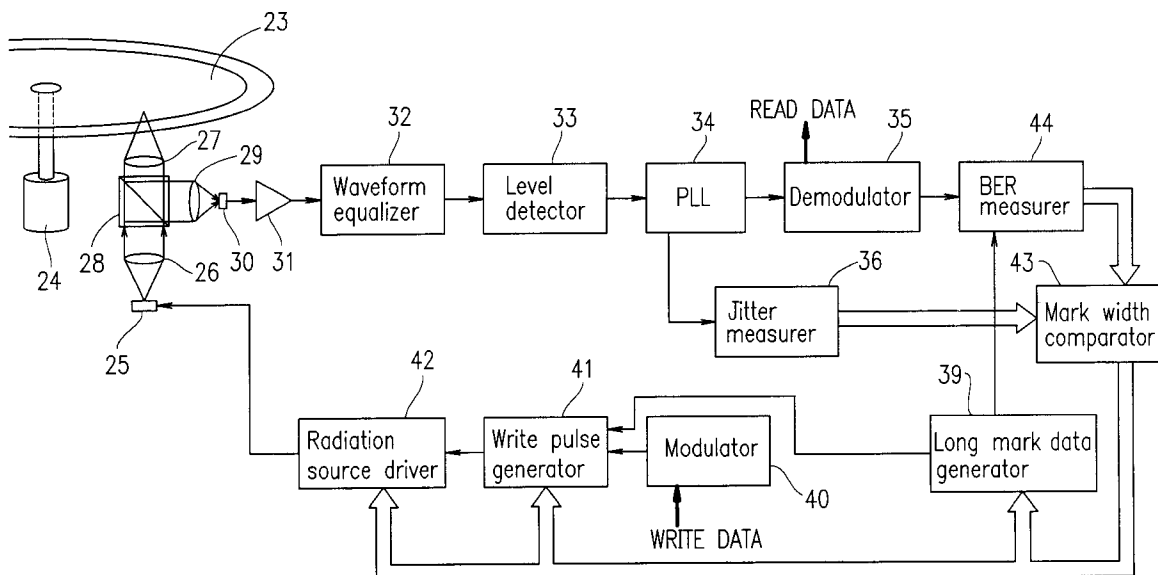 23
27
29
28
26
24
25
30
31
32
Waveform
equalizer
33
Level
detector
34
PLL
READ DATA
35
Demodulator
44
BER
measurer
36
Jitter
measurer
43
Mark width
comparator
42
Radiation
source driver
41
Write pulse
generator
Modulator
40
WRITE DATA
39
Long mark data
generator